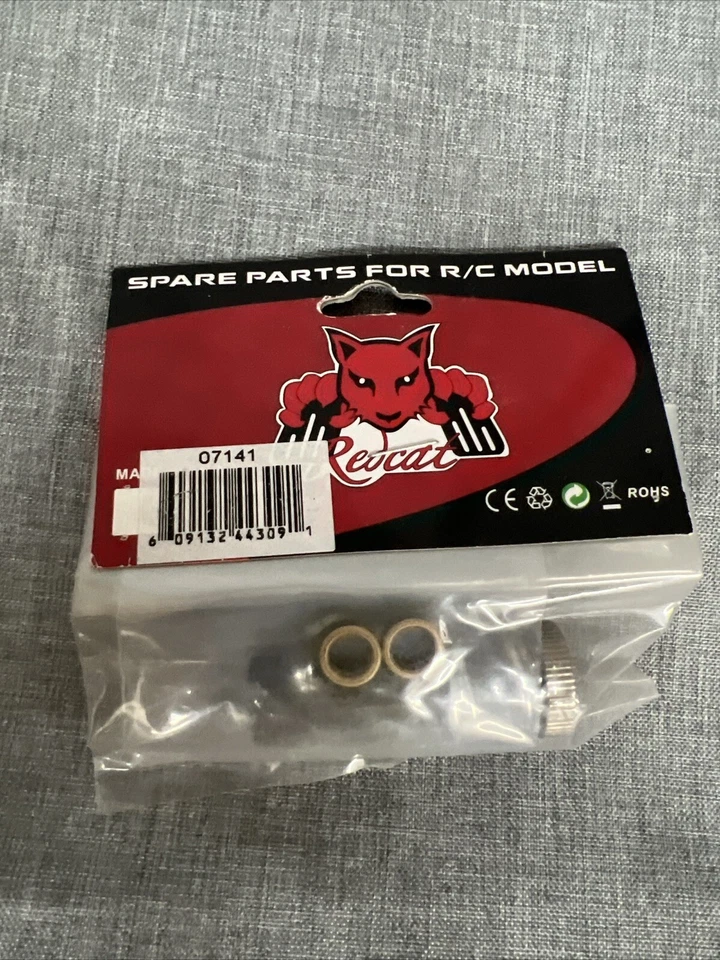 SPARE PARTS FOR R/C MODEL
Redcat
07141
6 09132 44309 1
CE
ROHS